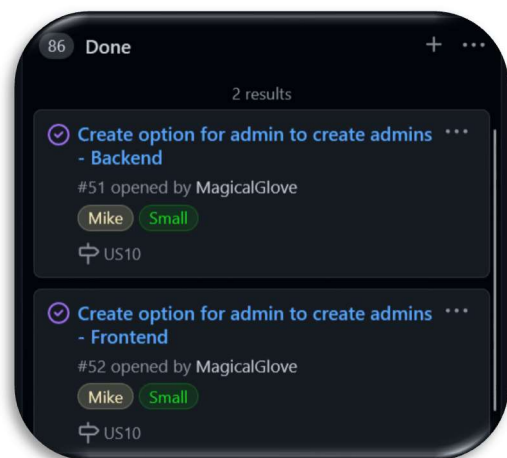 86 Done
2 results
Create option for admin to create admins
- Backend
#51 opened by MagicalGlove
Mike Small
US10
Create option for admin to create admins
- Frontend
#52 opened by MagicalGlove
Mike Small
US10